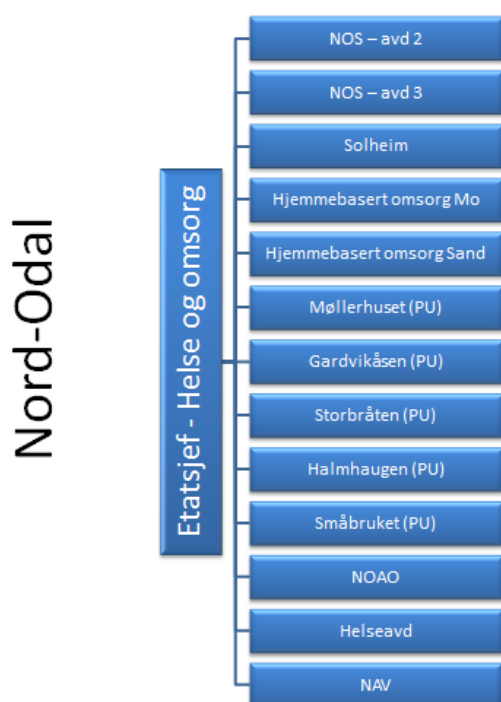 Nord-Odal
Etatsjef - Helse og omsorg
NOS – avd 2
NOS – avd 3
Solheim
Hjemmebasert omsorg Mo
Hjemmebasert omsorg Sand
Møllerhuset (PU)
Gardvikåsen (PU)
Storbråten (PU)
Halmhaugen (PU)
Småbruket (PU)
NOAO
Helseavd
NAV